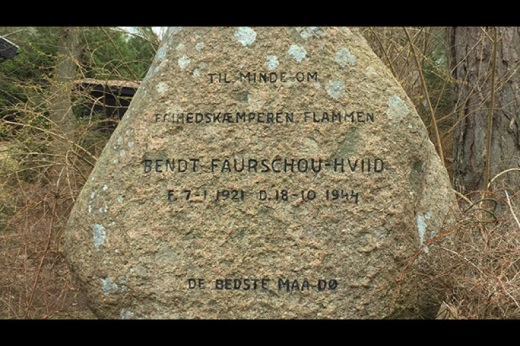 TIL MINDE OM
FRIHEDSKÆMPEREN FLAMMEN
BENDT FAURSCHOU-HVIID
F. 7-1 1921 D. 18-10 1944
DE BEDSTE MAA DØ